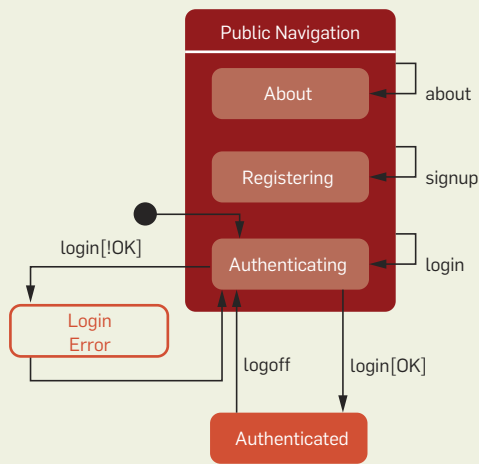 Public Navigation
About
about
Registering
signup
login[!OK]
Authenticating
login
Login
Error
logoff
login[OK]
Authenticated